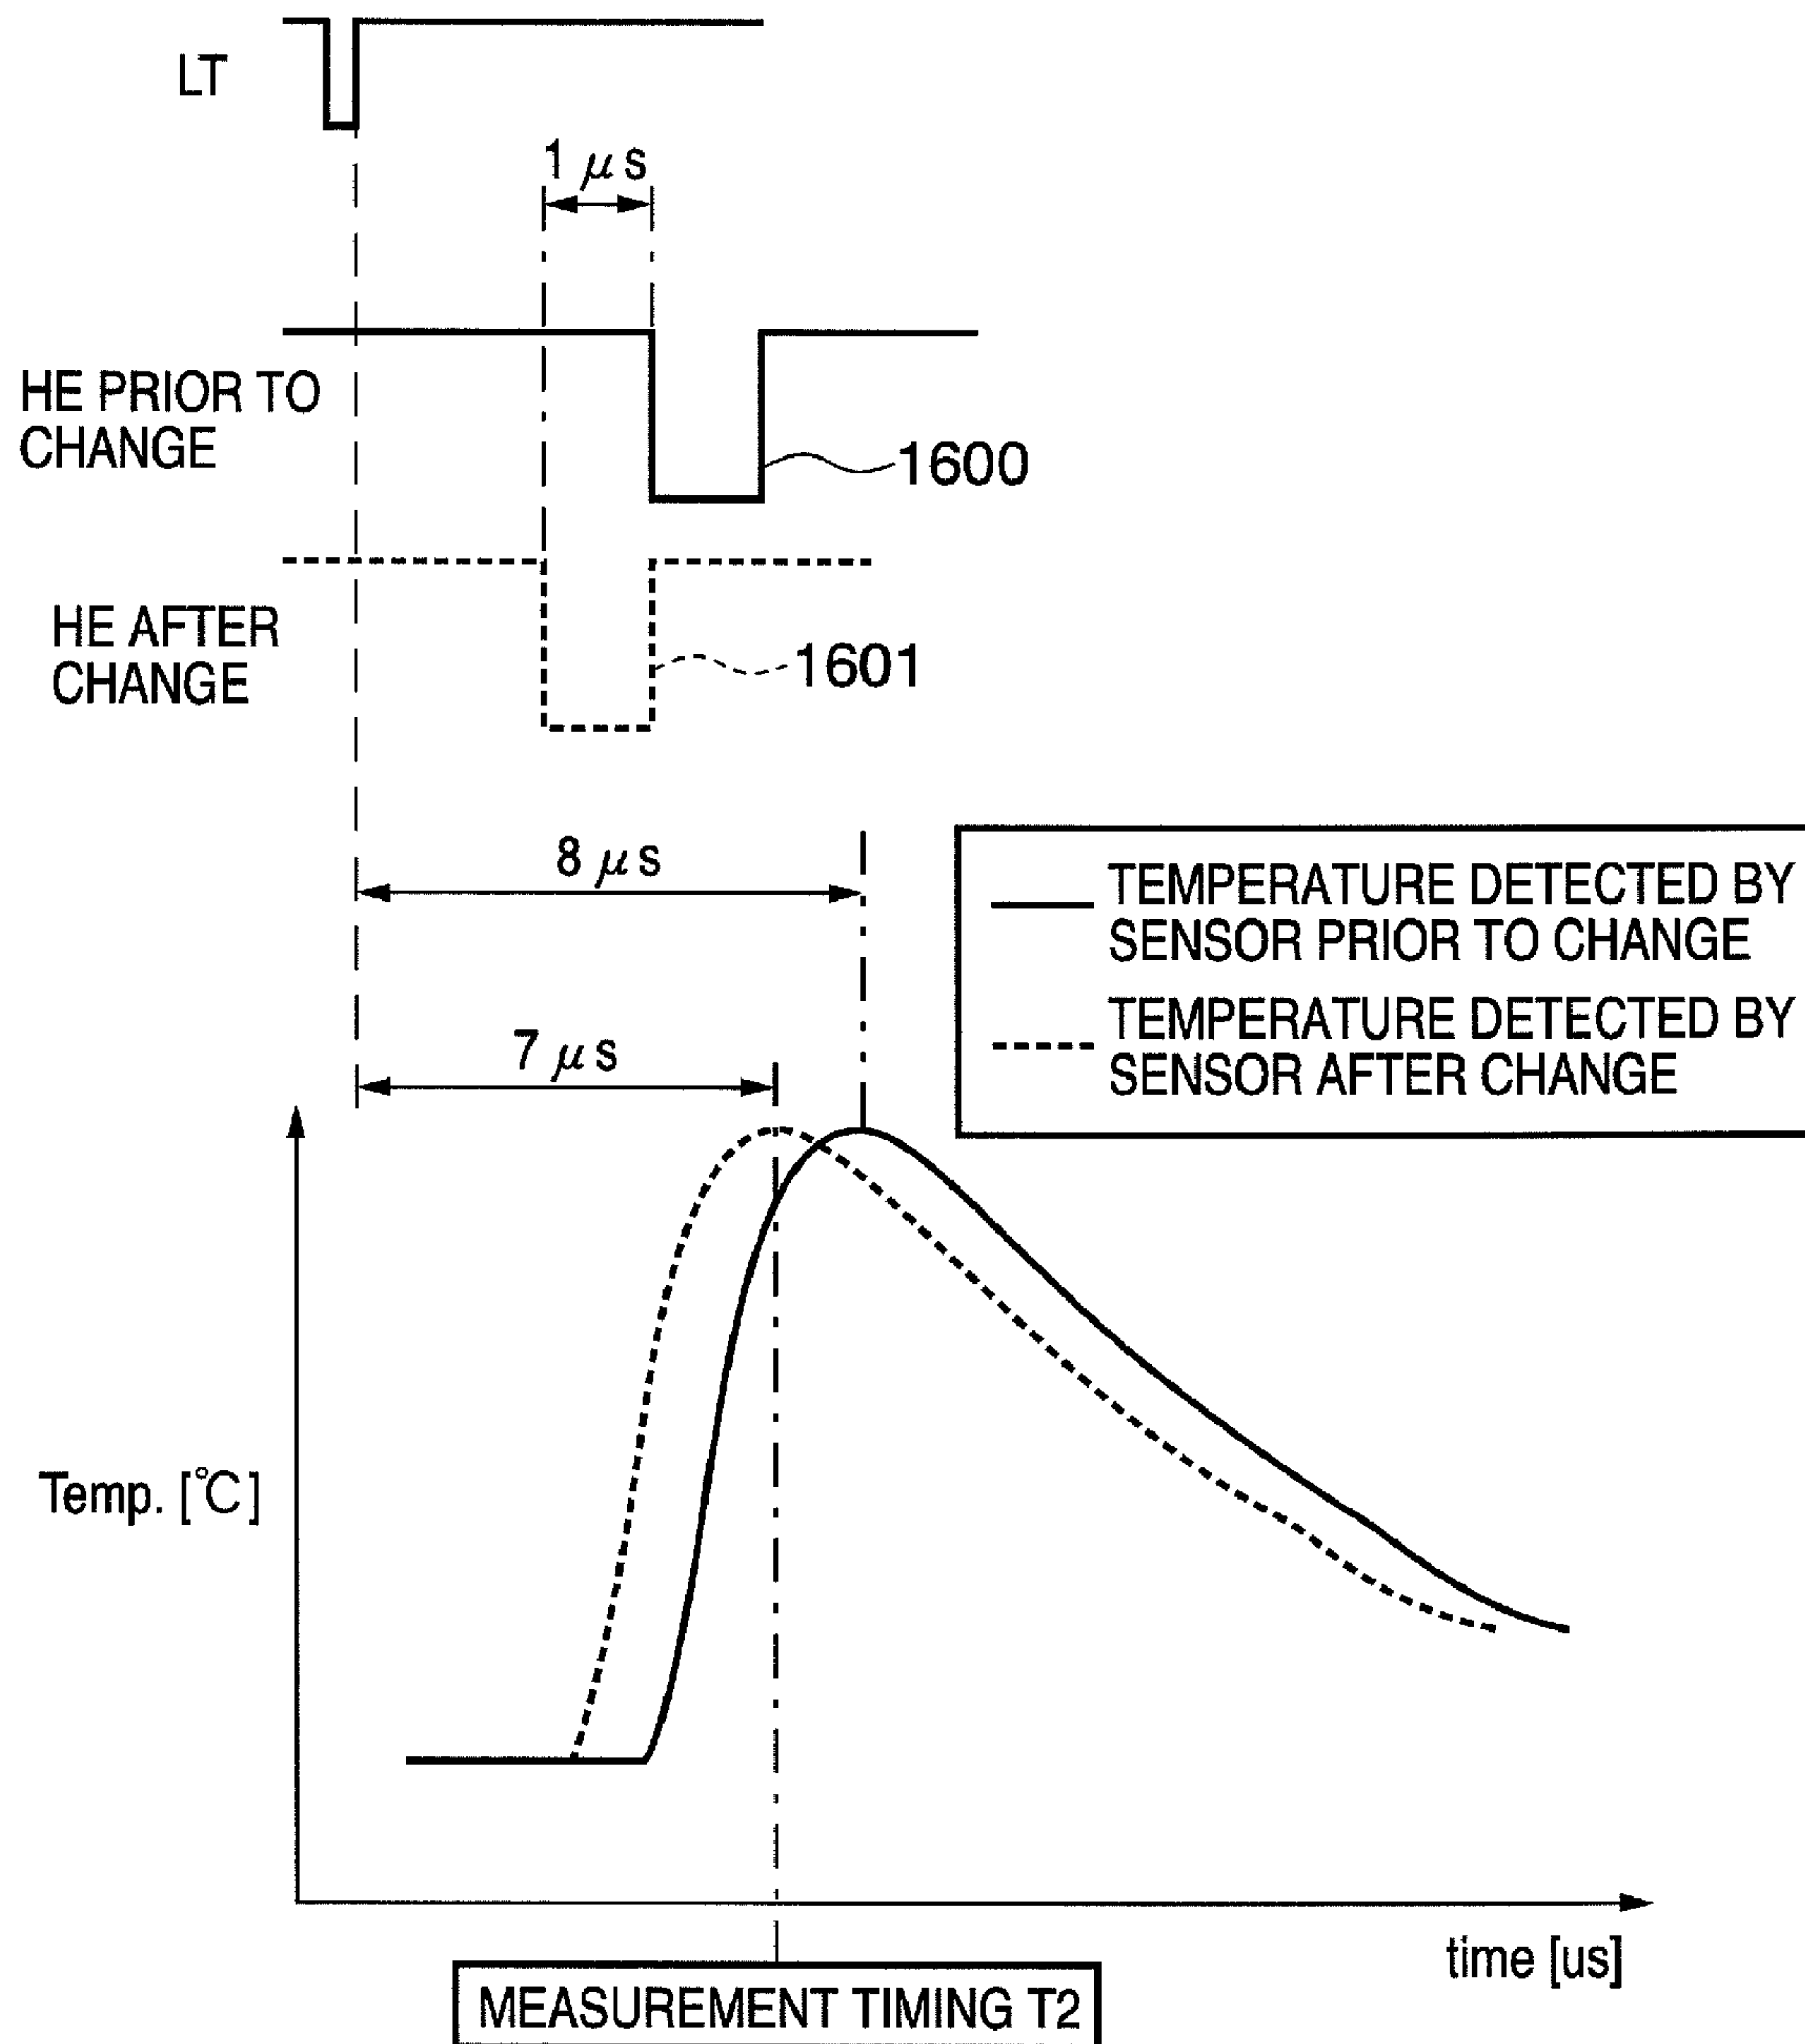 LT
1 μs
HE PRIOR TO
CHANGE
1600
HE AFTER
CHANGE
1601
8 μs
TEMPERATURE DETECTED BY
SENSOR PRIOR TO CHANGE
TEMPERATURE DETECTED BY
SENSOR AFTER CHANGE
7 μs
Temp. [℃]
time [us]
MEASUREMENT TIMING T2